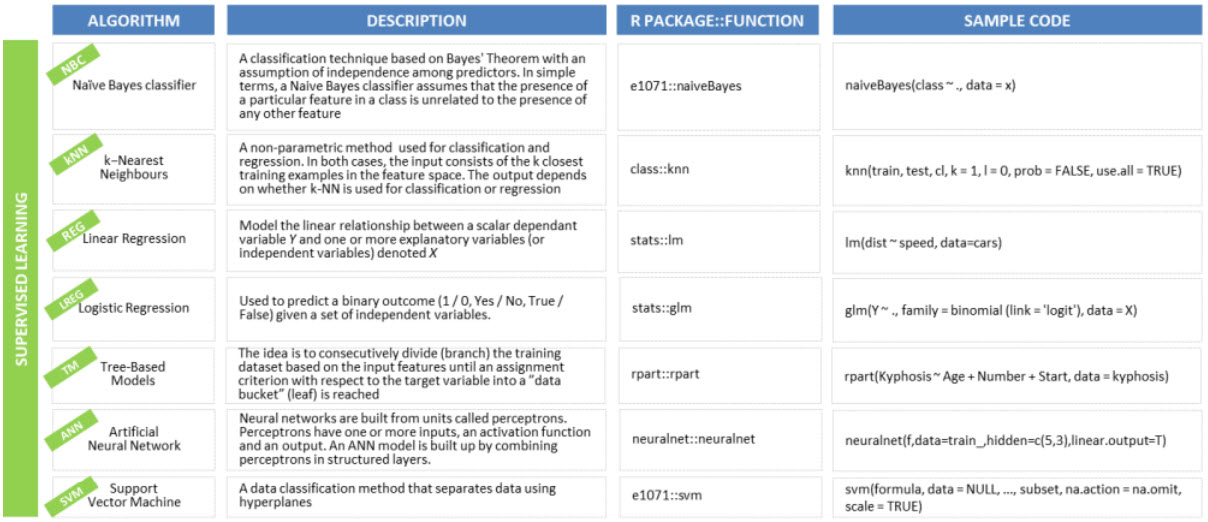 ALGORITHM
DESCRIPTION
R PACKAGE::FUNCTION
SAMPLE CODE
SUPERVISED LEARNING
NBC
Naïve Bayes classifier
A classification technique based on Bayes' Theorem with an
assumption of independence among predictors. In simple
terms, a Naive Bayes classifier assumes that the presence of
a particular feature in a class is unrelated to the presence of
any other feature
e1071::naiveBayes
naiveBayes(class ~ ., data = x)
kNN
k–Nearest
Neighbours
A non-parametric method used for classification and
regression. In both cases, the input consists of the k closest
training examples in the feature space. The output depends
on whether k-NN is used for classification or regression
class::knn
knn(train, test, cl, k = 1, l = 0, prob = FALSE, use.all = TRUE)
REG
Linear Regression
Model the linear relationship between a scalar dependant
variable Y and one or more explanatory variables (or
independent variables) denoted X
stats::lm
lm(dist ~ speed, data=cars)
LREG
Logistic Regression
Used to predict a binary outcome (1 / 0, Yes / No, True /
False) given a set of independent variables.
stats::glm
glm(Y ~ ., family = binomial (link = 'logit'), data = X)
TM
Tree-Based
Models
The idea is to consecutively divide (branch) the training
dataset based on the input features until an assignment
criterion with respect to the target variable into a "data
bucket" (leaf) is reached
rpart::rpart
rpart(Kyphosis ~ Age + Number + Start, data = kyphosis)
ANN
Artificial
Neural Network
Neural networks are built from units called perceptrons.
Perceptrons have one or more inputs, an activation function
and an output. An ANN model is built up by combining
perceptrons in structured layers.
neuralnet::neuralnet
neuralnet(f,data=train_,hidden=c(5,3),linear.output=T)
SVM
Support
Vector Machine
A data classification method that separates data using
hyperplanes
e1071::svm
svm(formula, data = NULL, ..., subset, na.action = na.omit,
scale = TRUE)